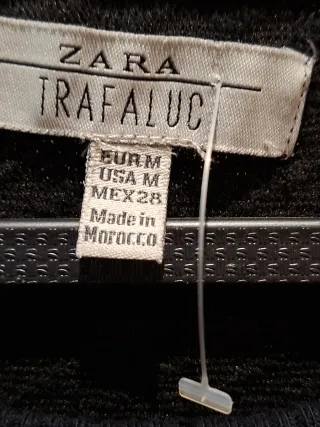 ZARA
TRAFALUC
EUR M
USA M
MEX 28
Made in
Morocco